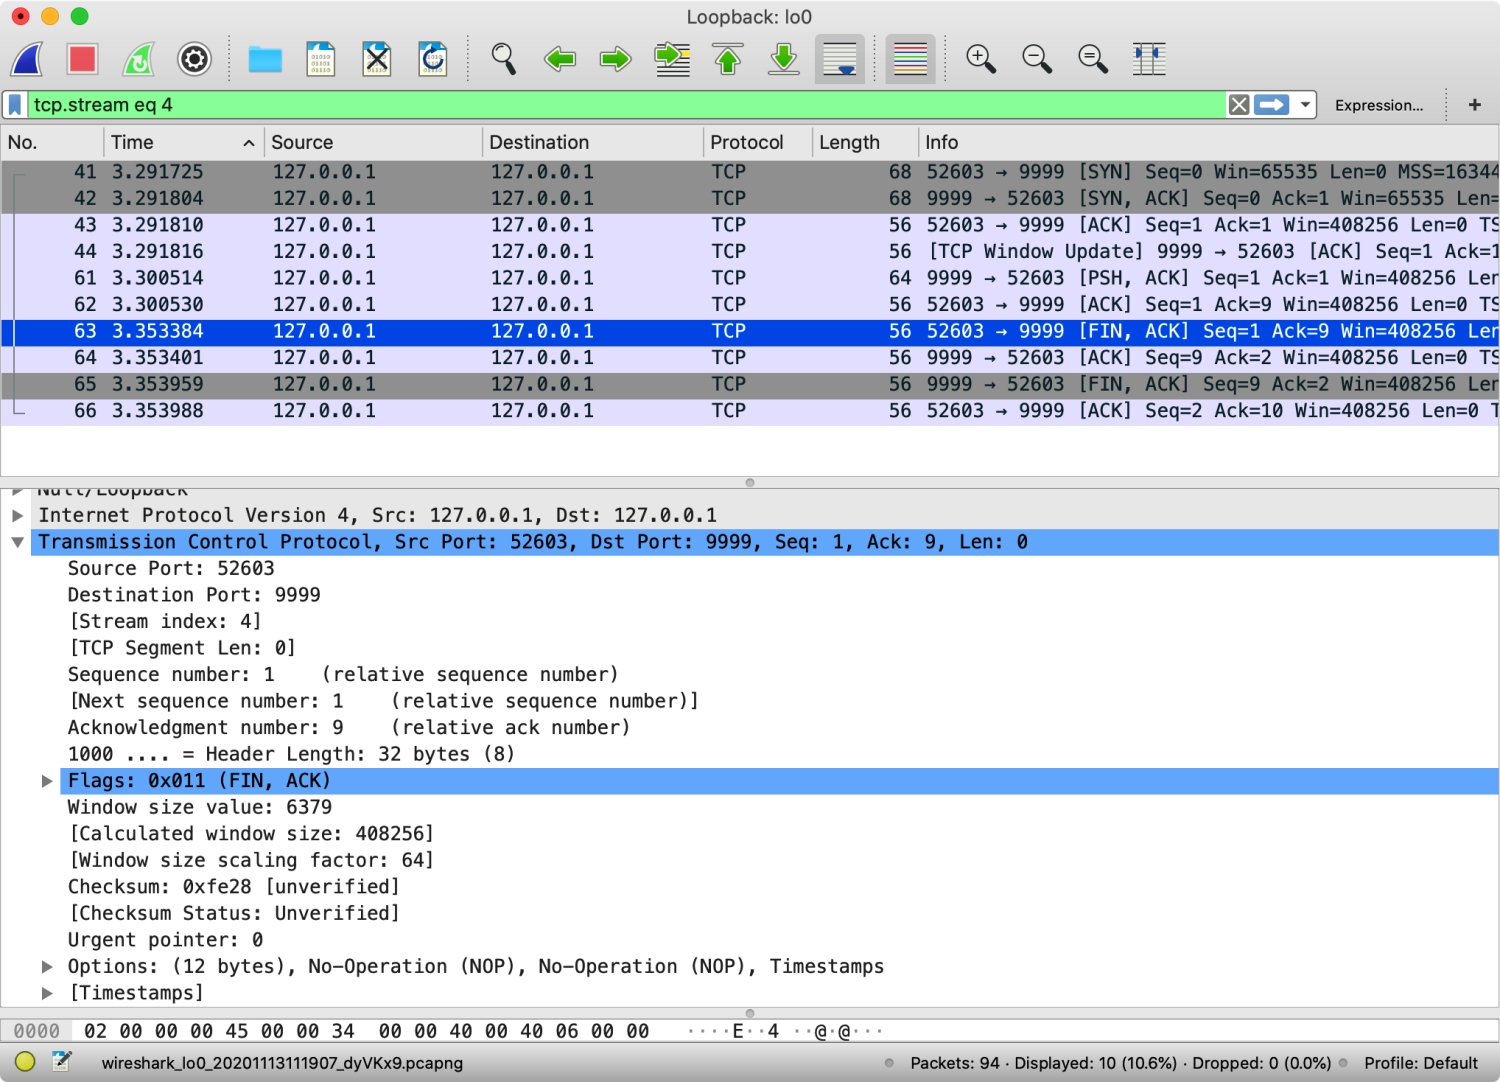 Loopback: lo0
tcp.stream eq 4
Expression... +
No. Time Source Destination Protocol Length Info
41 3.291725 127.0.0.1 127.0.0.1 TCP 68 52603 → 9999 [SYN] Seq=0 Win=65535 Len=0 MSS=16344
42 3.291804 127.0.0.1 127.0.0.1 TCP 68 9999 → 52603 [SYN, ACK] Seq=0 Ack=1 Win=65535 Len=
43 3.291810 127.0.0.1 127.0.0.1 TCP 56 52603 → 9999 [ACK] Seq=1 Ack=1 Win=408256 Len=0 TS
44 3.291816 127.0.0.1 127.0.0.1 TCP 56 [TCP Window Update] 9999 → 52603 [ACK] Seq=1 Ack=1
61 3.300514 127.0.0.1 127.0.0.1 TCP 64 9999 → 52603 [PSH, ACK] Seq=1 Ack=1 Win=408256 Len
62 3.300530 127.0.0.1 127.0.0.1 TCP 56 52603 → 9999 [ACK] Seq=1 Ack=9 Win=408256 Len=0 TS
63 3.353384 127.0.0.1 127.0.0.1 TCP 56 52603 → 9999 [FIN, ACK] Seq=1 Ack=9 Win=408256 Len
64 3.353401 127.0.0.1 127.0.0.1 TCP 56 9999 → 52603 [ACK] Seq=9 Ack=2 Win=408256 Len=0 TS
65 3.353959 127.0.0.1 127.0.0.1 TCP 56 9999 → 52603 [FIN, ACK] Seq=9 Ack=2 Win=408256 Len
66 3.353988 127.0.0.1 127.0.0.1 TCP 56 52603 → 9999 [ACK] Seq=2 Ack=10 Win=408256 Len=0 T
Null/Loopback
Internet Protocol Version 4, Src: 127.0.0.1, Dst: 127.0.0.1
Transmission Control Protocol, Src Port: 52603, Dst Port: 9999, Seq: 1, Ack: 9, Len: 0
Source Port: 52603
Destination Port: 9999
[Stream index: 4]
[TCP Segment Len: 0]
Sequence number: 1 (relative sequence number)
[Next sequence number: 1 (relative sequence number)]
Acknowledgment number: 9 (relative ack number)
1000 .... = Header Length: 32 bytes (8)
Flags: 0x011 (FIN, ACK)
Window size value: 6379
[Calculated window size: 408256]
[Window size scaling factor: 64]
Checksum: 0xfe28 [unverified]
[Checksum Status: Unverified]
Urgent pointer: 0
Options: (12 bytes), No-Operation (NOP), No-Operation (NOP), Timestamps
[Timestamps]
0000 02 00 00 00 45 00 00 34 00 00 40 00 40 06 00 00 ····E··4 ··@·@···
wireshark_lo0_20201113111907_dyVKx9.pcapng
Packets: 94 · Displayed: 10 (10.6%) · Dropped: 0 (0.0%) Profile: Default